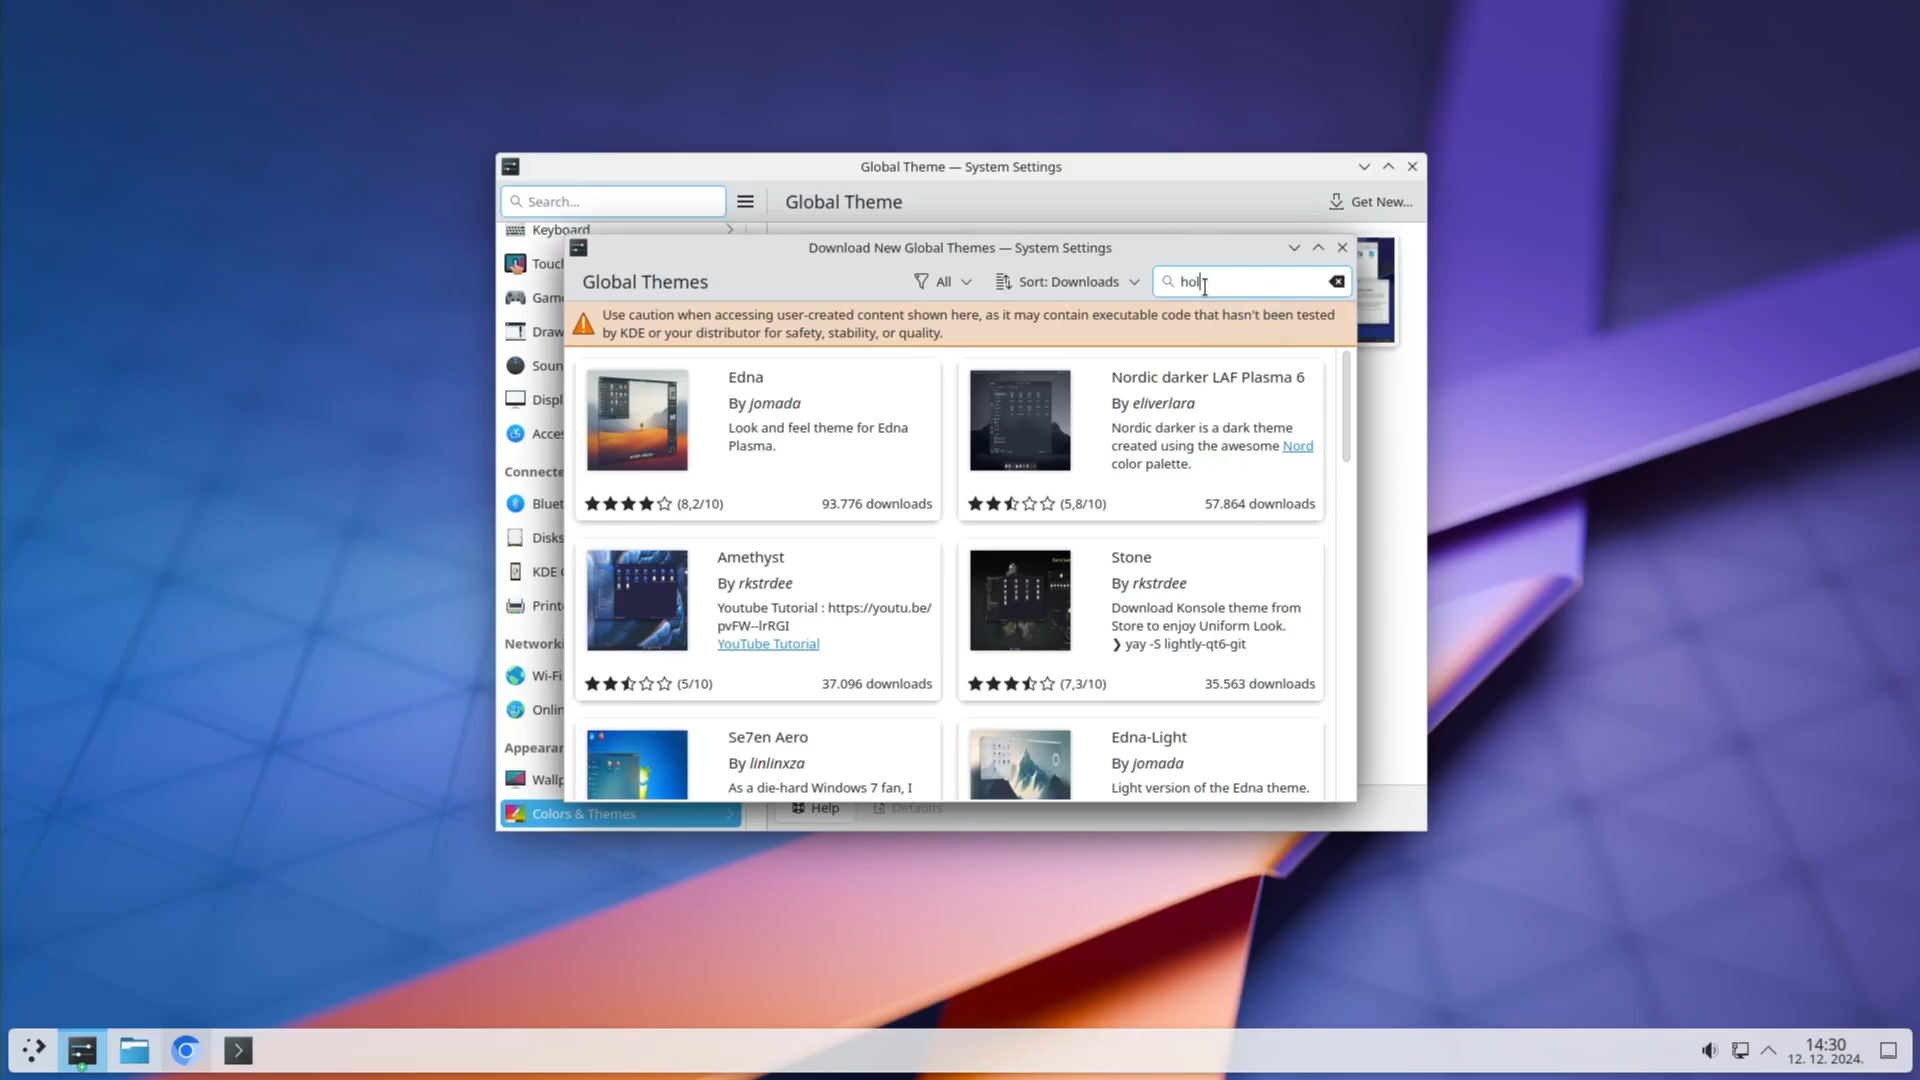 Global Theme — System Settings
Search...
Global Theme
Get New...
Keyboard
Download New Global Themes — System Settings
Global Themes
All
Sort: Downloads
hol
Use caution when accessing user-created content shown here, as it may contain executable code that hasn't been tested
by KDE or your distributor for safety, stability, or quality.
Touc
Game
Draw
Soun
Displ
Acces
Connecte
Bluet
Disks
KDE C
Printe
Networki
Wi-Fi
Onlin
Appearan
Wallp
Colors & Themes
2
Edna
By jomada
Look and feel theme for Edna
Plasma.
(8,2/10)
93.776 downloads
Nordic darker LAF Plasma 6
By eliverlara
Nordic darker is a dark theme
created using the awesome Nord
color palette.
(5,8/10)
57.864 downloads
Amethyst
By rkstrdee
Youtube Tutorial : https://youtu.be/
pvFW--lrRGI
YouTube Tutorial
(5/10)
37.096 downloads
Stone
By rkstrdee
Download Konsole theme from
Store to enjoy Uniform Look.
❯ yay -S lightly-qt6-git
(7,3/10)
35.563 downloads
Se7en Aero
By linlinxza
As a die-hard Windows 7 fan, I
Edna-Light
By jomada
Light version of the Edna theme.
Help
Defaults
14:30
12. 12. 2024.